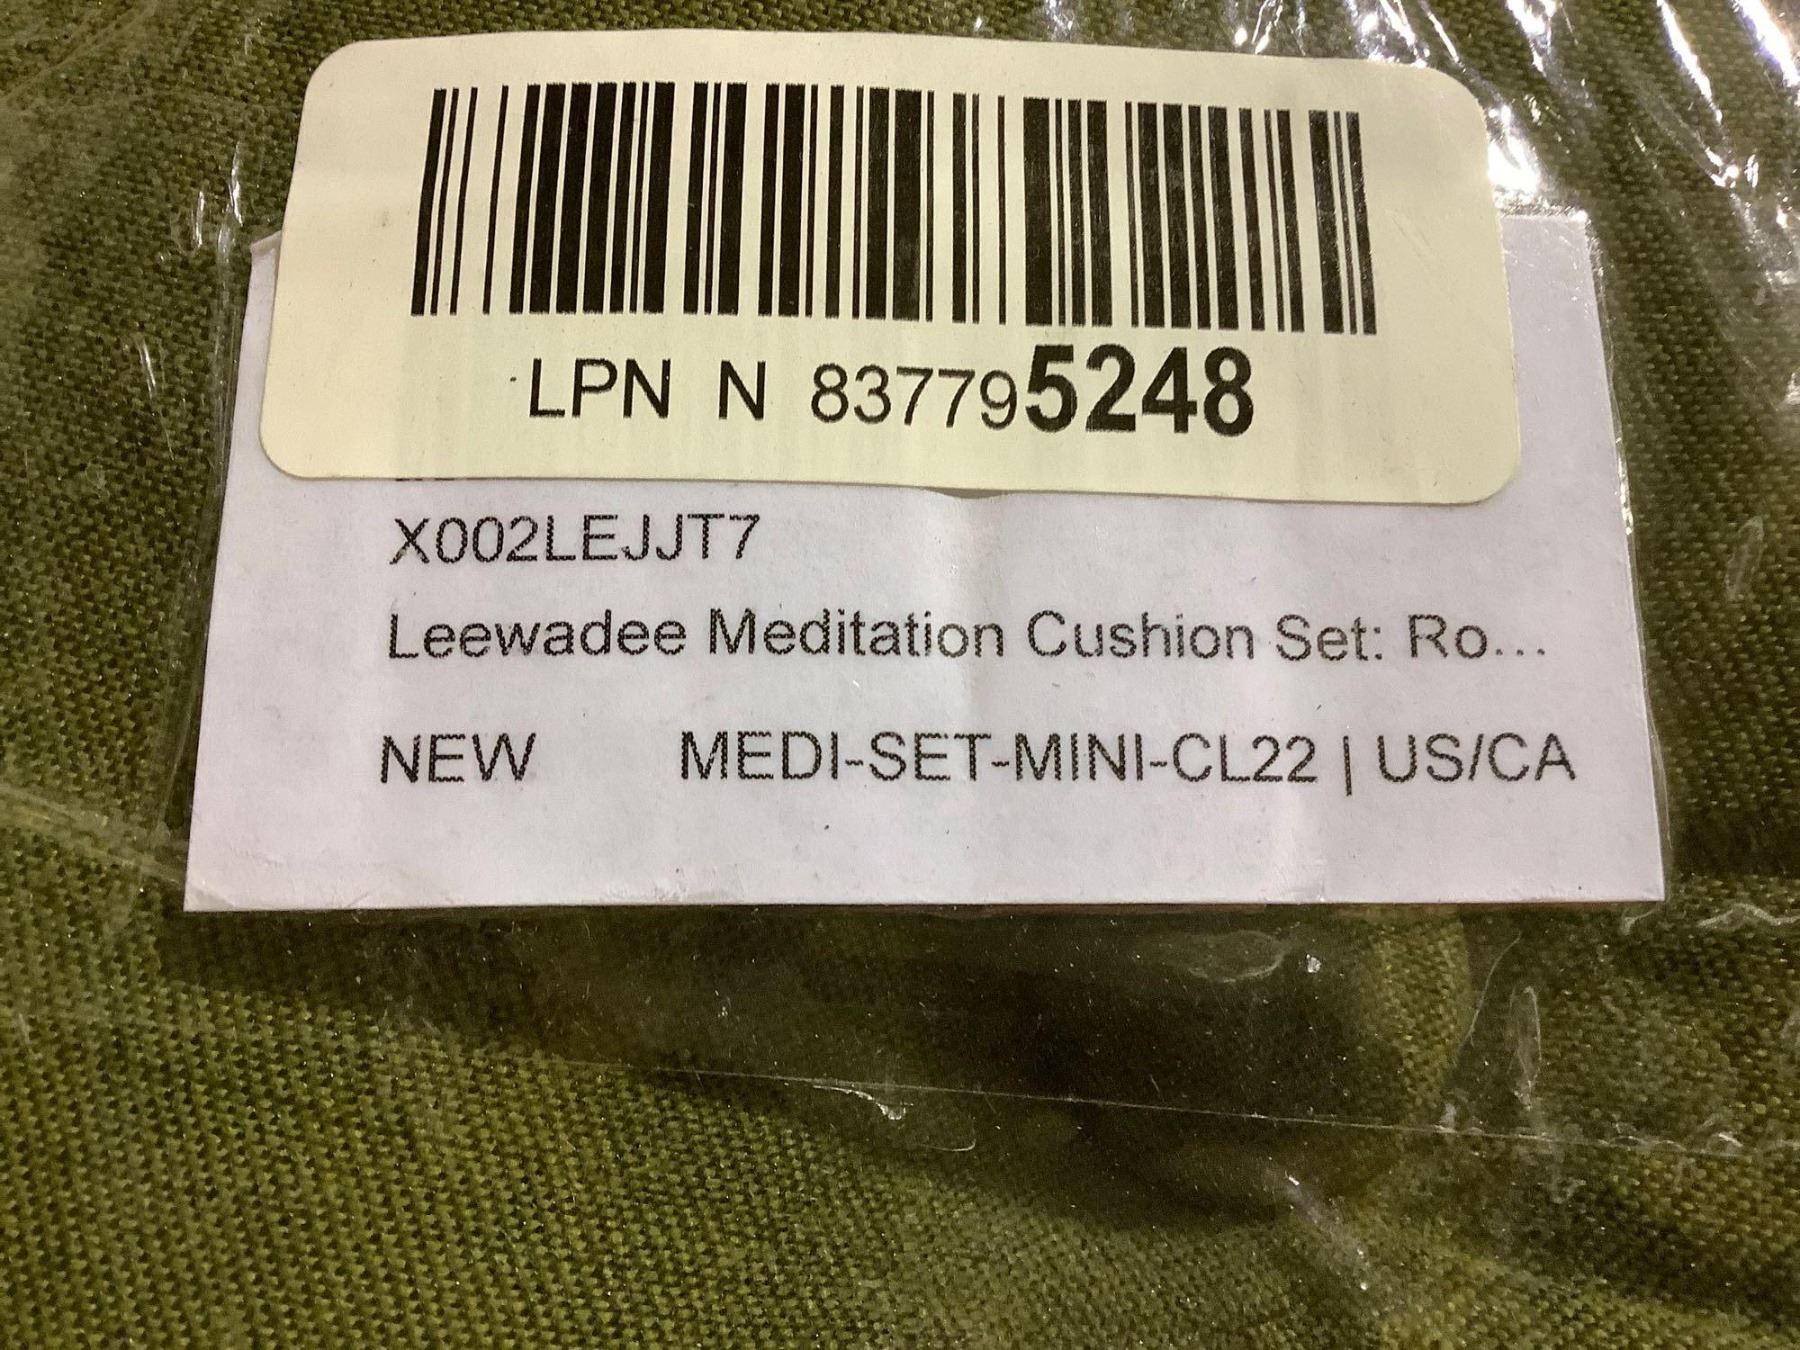 LPN N 837795248
X002LEJJT7
Leewadee Meditation Cushion Set: Ro...
NEW MEDI-SET-MINI-CL22 | US/CA